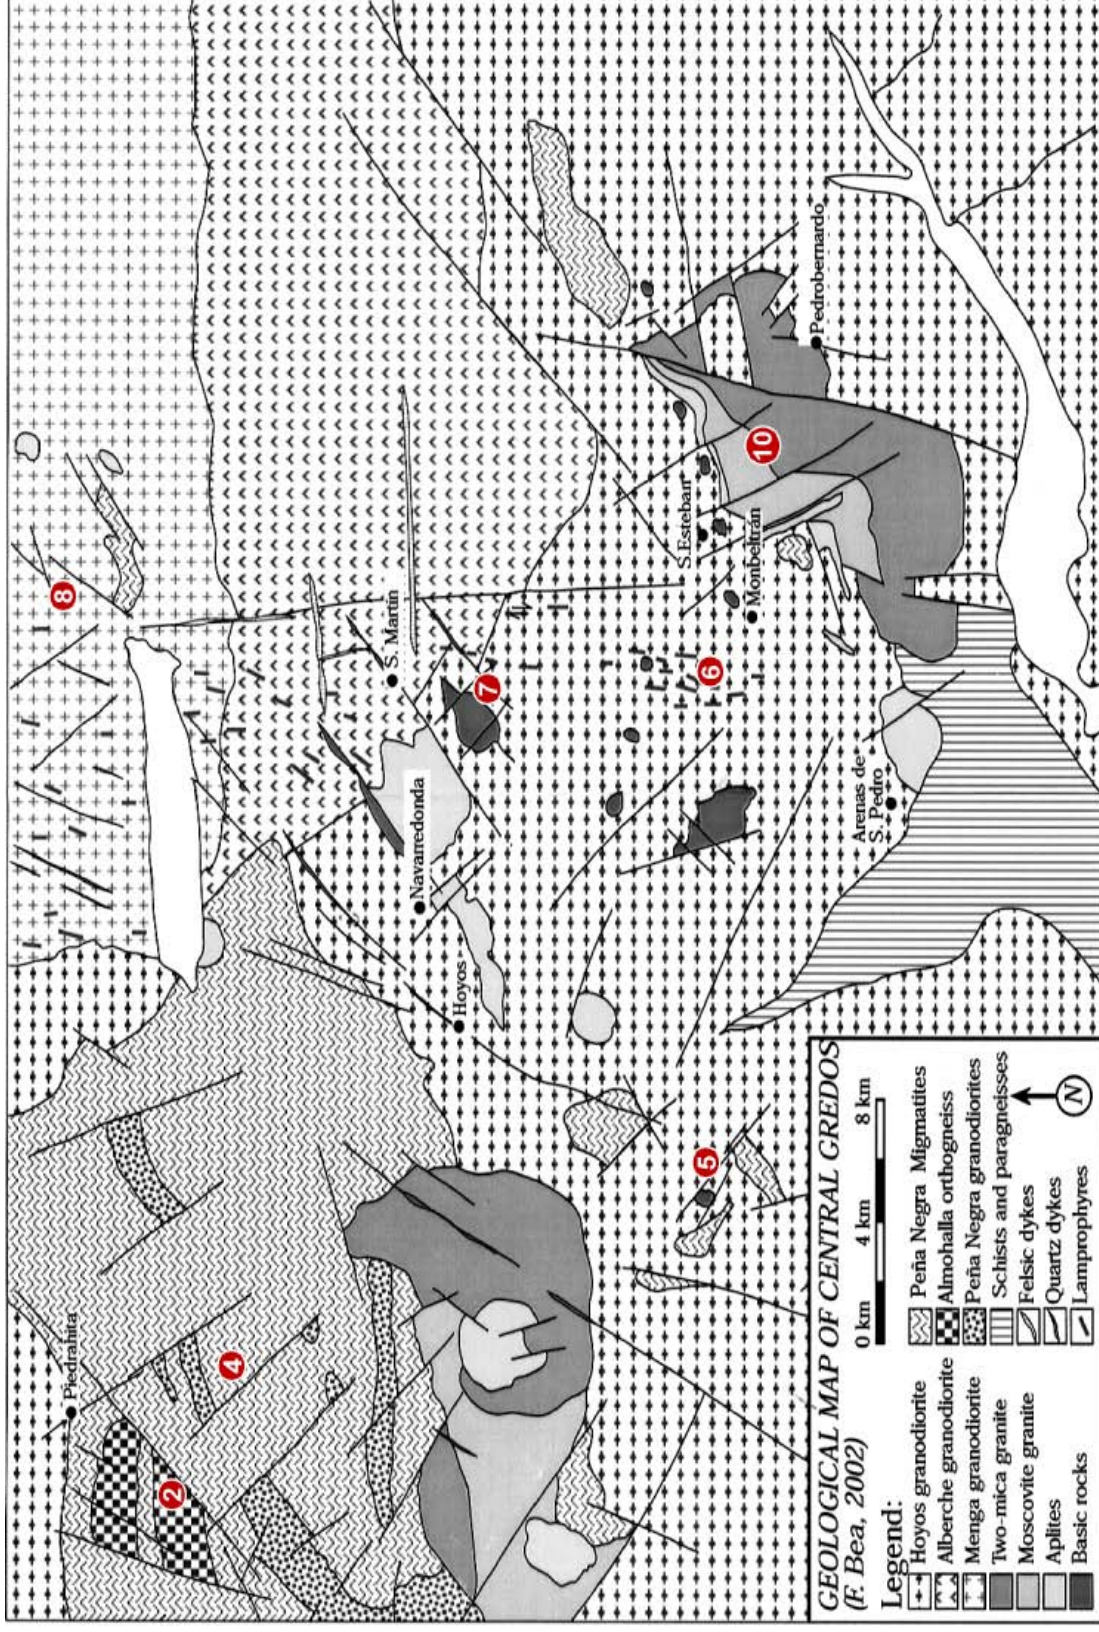 8
S. Martín
7
Navarredonda
Hoyos
Piedrahita
4
2
Pedrobernardo
10
S.Esteban
Monbeltrán
6
Arenas de
S. Pedro
5
GEOLOGICAL MAP OF CENTRAL GREDOS
(F. Bea, 2002)
0 km 4 km 8 km
Legend:
Hoyos granodiorite
Alberche granodiorite
Menga granodiorite
Two-mica granite
Moscovite granite
Aplites
Basic rocks
Peña Negra Migmatites
Almohalla orthogneiss
Peña Negra granodiorites
Schists and paragneisses
Felsic dykes
Quartz dykes
Lamprophyres
N